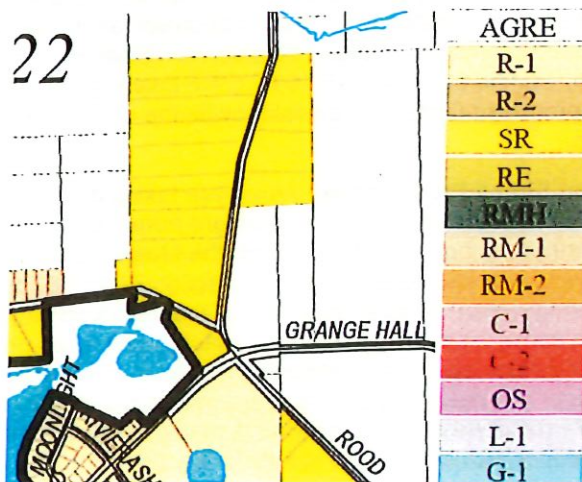 22
AGRE
R-1
R-2
SR
RE
RMH
RM-1
RM-2
C-1
C-2
OS
L-1
G-1
GRANGE HALL
ROOD
MOONLIGHT